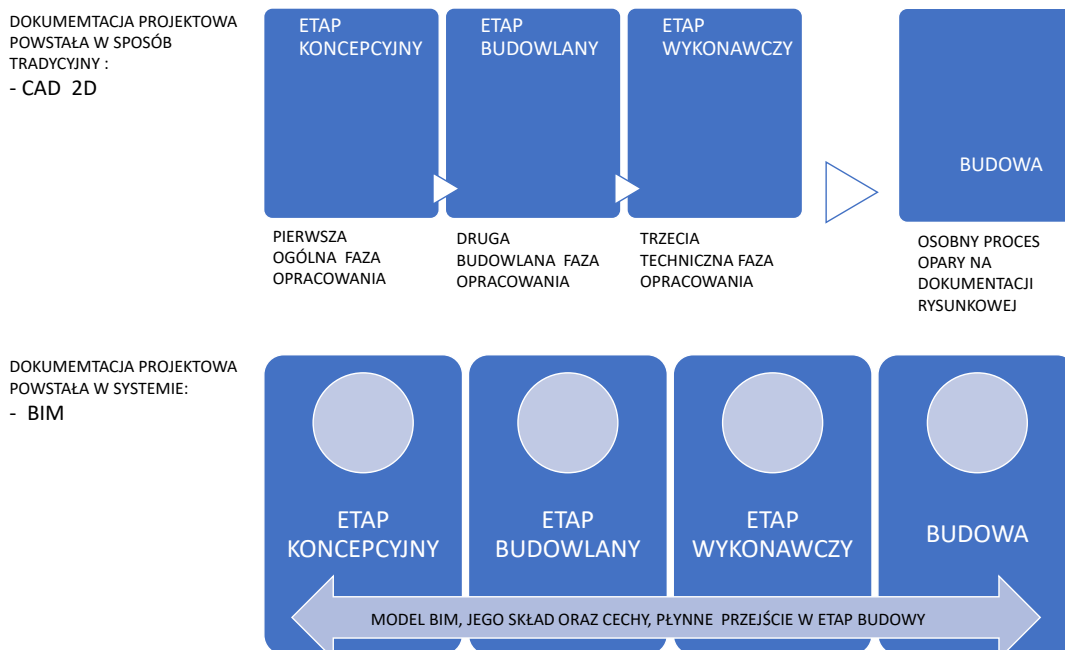 DOKUMEMTACJA PROJEKTOWA
POWSTAŁA W SPOSÓB
TRADYCYJNY :
- CAD 2D
ETAP
KONCEPCYJNY
ETAP
BUDOWLANY
ETAP
WYKONAWCZY
BUDOWA
PIERWSZA
OGÓLNA FAZA
OPRACOWANIA
DRUGA
BUDOWLANA FAZA
OPRACOWANIA
TRZECIA
TECHNICZNA FAZA
OPRACOWANIA
OSOBNY PROCES
OPARY NA
DOKUMENTACJI
RYSUNKOWEJ
DOKUMEMTACJA PROJEKTOWA
POWSTAŁA W SYSTEMIE:
- BIM
ETAP
KONCEPCYJNY
ETAP
BUDOWLANY
ETAP
WYKONAWCZY
BUDOWA
MODEL BIM, JEGO SKŁAD ORAZ CECHY, PŁYNNE PRZEJŚCIE W ETAP BUDOWY